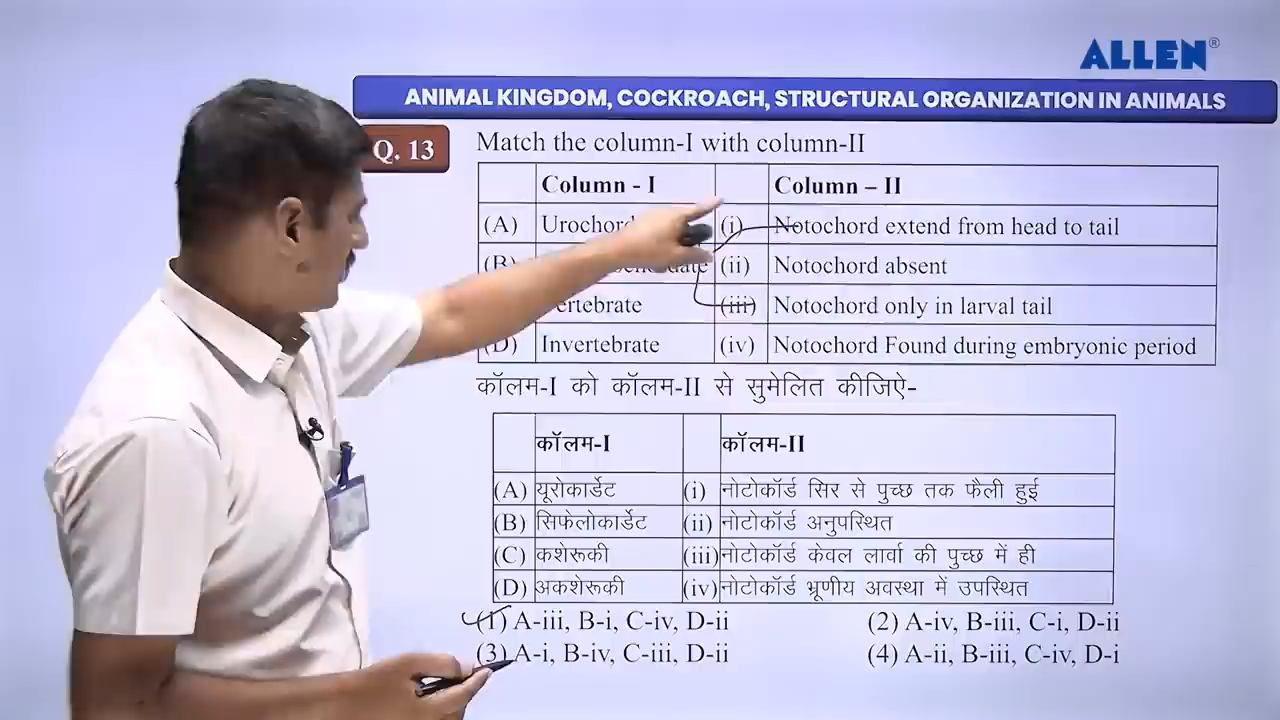 ALLEN®
ANIMAL KINGDOM, COCKROACH, STRUCTURAL ORGANIZATION IN ANIMALS
Q. 13 Match the column-I with column-II
Column - I Column – II
(A) Urochor (i) Notochord extend from head to tail
(B) (ii) Notochord absent
ertebrate (iii) Notochord only in larval tail
(D) Invertebrate (iv) Notochord Found during embryonic period
कॉलम-I को कॉलम-II से सुमेलित कीजिऐ-
कॉलम-I कॉलम-II
(A) यूरोकार्डेट (i) नोटोकॉर्ड सिर से पुच्छ तक फैली हुई
(B) सिफेलोकार्डेट (ii) नोटोकॉर्ड अनुपस्थित
(C) कशेरूकी (iii) नोटोकॉर्ड केवल लार्वा की पुच्छ में ही
(D) अकशेरूकी (iv) नोटोकॉर्ड भ्रूणीय अवस्था में उपस्थित
(1) A-iii, B-i, C-iv, D-ii (2) A-iv, B-iii, C-i, D-ii
(3) A-i, B-iv, C-iii, D-ii (4) A-ii, B-iii, C-iv, D-i